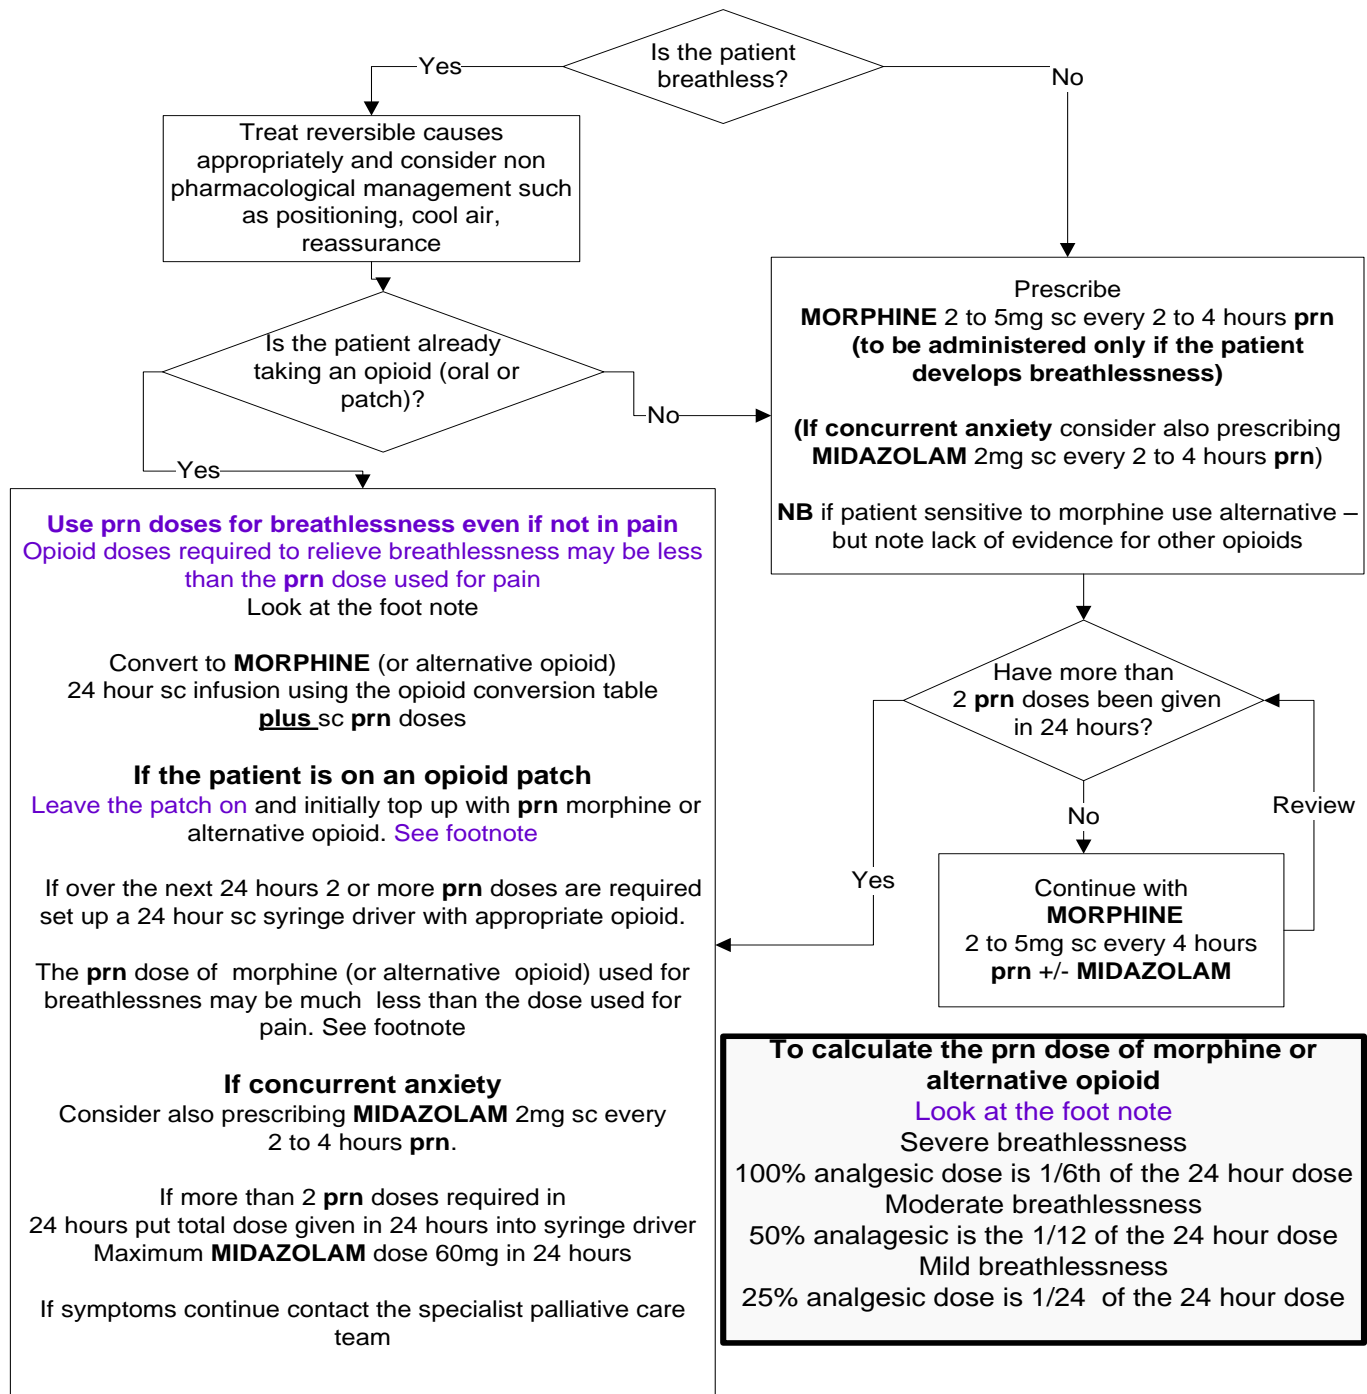 Is the patient
breathless?
Yes
No
Treat reversible causes
appropriately and consider non
pharmacological management such
as positioning, cool air,
reassurance
Is the patient already
taking an opioid (oral or
patch)?
No
Yes
Prescribe
MORPHINE 2 to 5mg sc every 2 to 4 hours prn
(to be administered only if the patient
develops breathlessness)
(If concurrent anxiety consider also prescribing
MIDAZOLAM 2mg sc every 2 to 4 hours prn)
NB if patient sensitive to morphine use alternative –
but note lack of evidence for other opioids
Use prn doses for breathlessness even if not in pain
Opioid doses required to relieve breathlessness may be less
than the prn dose used for pain
Look at the foot note
Convert to MORPHINE (or alternative opioid)
24 hour sc infusion using the opioid conversion table
plus sc prn doses
If the patient is on an opioid patch
Leave the patch on and initially top up with prn morphine or
alternative opioid. See footnote
If over the next 24 hours 2 or more prn doses are required
set up a 24 hour sc syringe driver with appropriate opioid.
The prn dose of morphine (or alternative opioid) used for
breathlessnes may be much less than the dose used for
pain. See footnote
If concurrent anxiety
Consider also prescribing MIDAZOLAM 2mg sc every
2 to 4 hours prn.
If more than 2 prn doses required in
24 hours put total dose given in 24 hours into syringe driver
Maximum MIDAZOLAM dose 60mg in 24 hours
If symptoms continue contact the specialist palliative care
team
Have more than
2 prn doses been given
in 24 hours?
No
Review
Yes
Continue with
MORPHINE
2 to 5mg sc every 4 hours
prn +/- MIDAZOLAM
To calculate the prn dose of morphine or
alternative opioid
Look at the foot note
Severe breathlessness
100% analgesic dose is 1/6th of the 24 hour dose
Moderate breathlessness
50% analagesic is the 1/12 of the 24 hour dose
Mild breathlessness
25% analgesic dose is 1/24 of the 24 hour dose